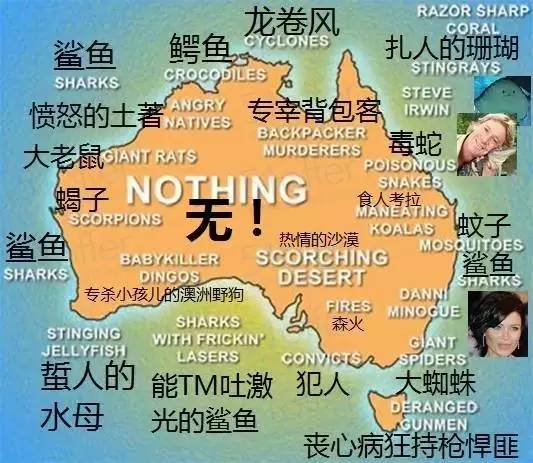 龙卷风
CYCLONES
RAZOR SHARP
CORAL
鲨鱼
SHARKS
鳄鱼
CROCODILES
扎人的珊瑚
STINGRAYS
愤怒的土著
ANGRY
NATIVES
专宰背包客
BACKPACKER
MURDERERS
STEVE
IRWIN
大老鼠
GIANT RATS
毒蛇
POISONOUS
SNAKES
NOTHING
无！
蝎子
SCORPIONS
食人考拉
MANEATING
KOALAS
蚊子
MOSQUITOES
鲨鱼
SHARKS
热情的沙漠
SCORCHING
DESERT
鲨鱼
SHARKS
BABYKILLER
DINGOS
专杀小孩儿的澳洲野狗
FIRES
森火
DANNI
MINOGUE
STINGING
JELLYFISH
蜇人的
水母
SHARKS
WITH FRICKIN'
LASERS
能TM吐激
光的鲨鱼
CONVICTS
犯人
GIANT
SPIDERS
大蜘蛛
DERANGED
GUNMEN
丧心病狂持枪悍匪